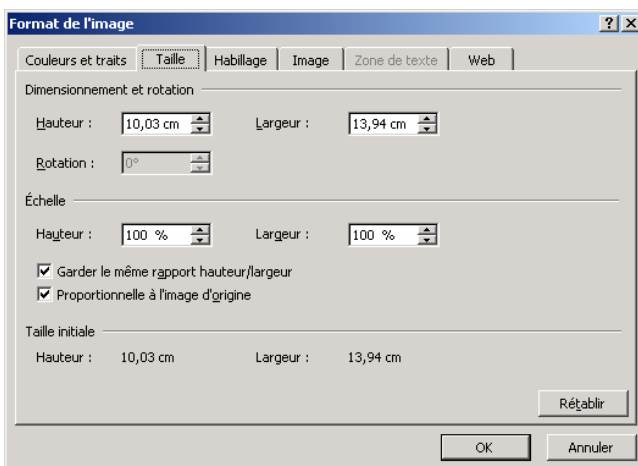 Format de l'image
Couleurs et traits Taille Habillage Image Zone de texte Web
Dimensionnement et rotation
Hauteur : 10,03 cm Largeur : 13,94 cm
Rotation : 0°
Échelle
Hauteur : 100 % Largeur : 100 %
Garder le même rapport hauteur/largeur
Proportionnelle à l'image d'origine
Taille initiale
Hauteur : 10,03 cm Largeur : 13,94 cm
Rétablir
OK Annuler